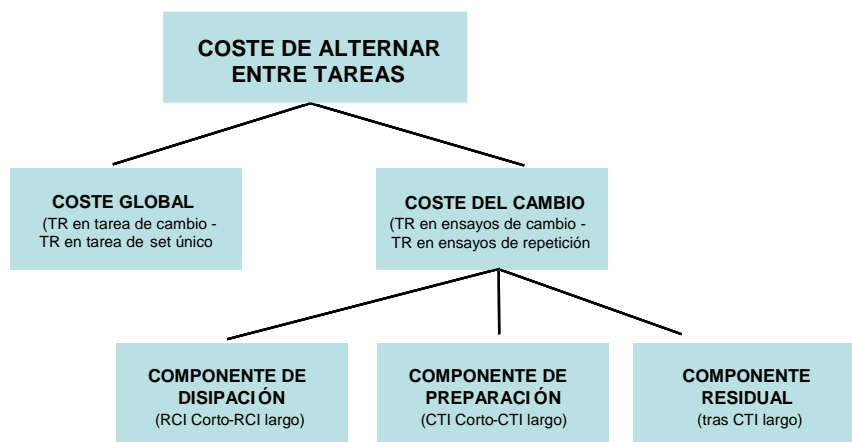 COSTE DE ALTERNAR
ENTRE TAREAS
COSTE GLOBAL
(TR en tarea de cambio -
TR en tarea de set único
COSTE DEL CAMBIO
(TR en ensayos de cambio -
TR en ensayos de repetición
COMPONENTE DE
DISIPACIÓN
(RCI Corto-RCI largo)
COMPONENTE DE
PREPARACIÓN
(CTI Corto-CTI largo)
COMPONENTE
RESIDUAL
(tras CTI largo)